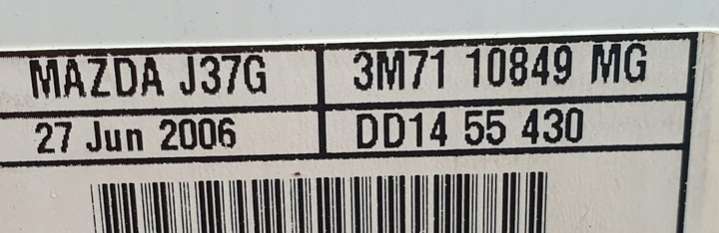 MAZDA J37G 3M71 10849 MG
27 Jun 2006 DD14 55 430